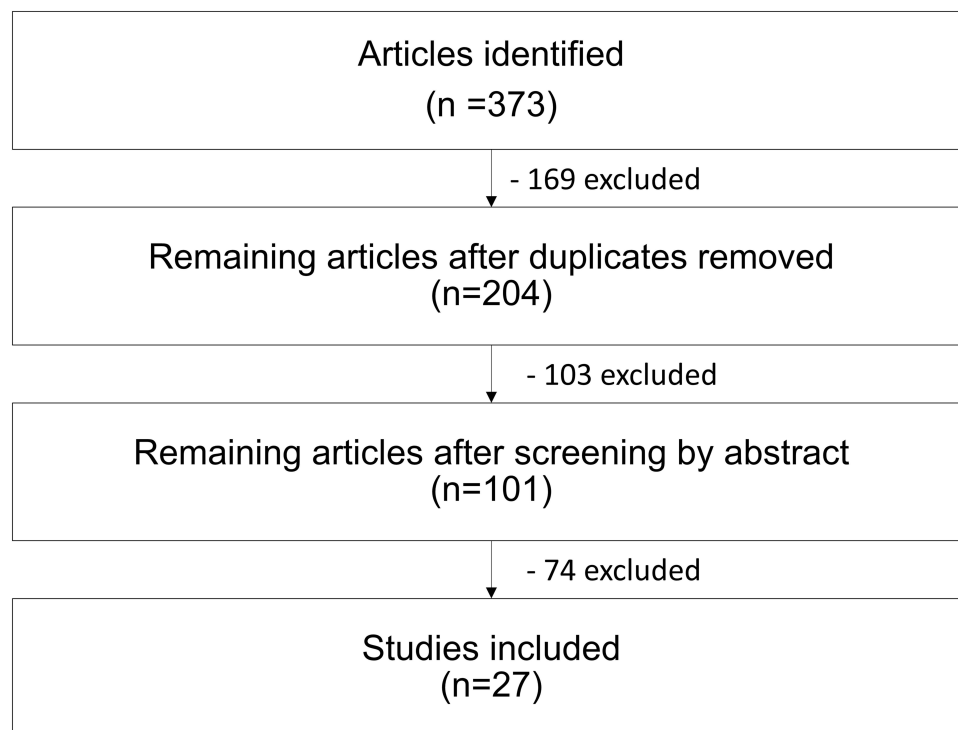 Articles identified
(n =373)
- 169 excluded
Remaining articles after duplicates removed
(n=204)
- 103 excluded
Remaining articles after screening by abstract
(n=101)
- 74 excluded
Studies included
(n=27)